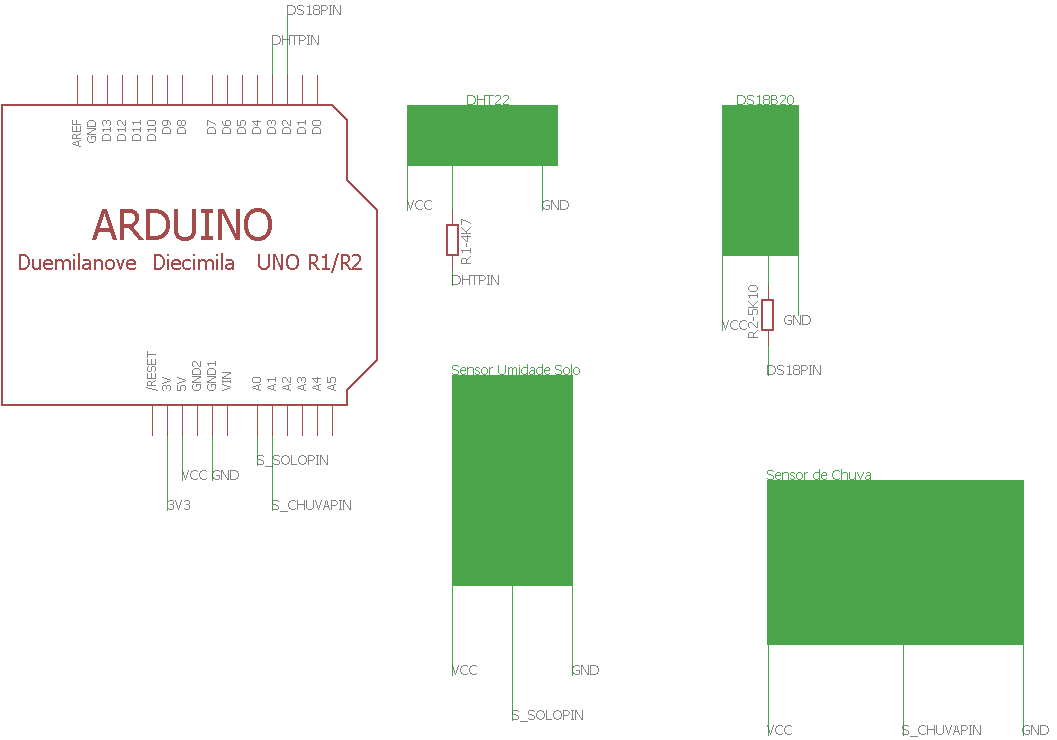 DS18PIN
DHTPIN
AREF
GND
D13
D12
D11
D10
D9
D8
D7
D6
D5
D4
D3
D2
D1
D0
ARDUINO
Duemilanove Diecimila UNO R1/R2
/RESET
3V
5V
GND2
GND1
VIN
A0
A1
A2
A3
A4
A5
S_SOLOPIN
VCC
GND
3V3
S_CHUVAPIN
DHT22
VCC
GND
R1-4K7
DHTPIN
DS18B20
VCC
R2-5K10
GND
DS18PIN
Sensor Umidade Solo
VCC
GND
S_SOLOPIN
Sensor de Chuva
VCC
S_CHUVAPIN
GND